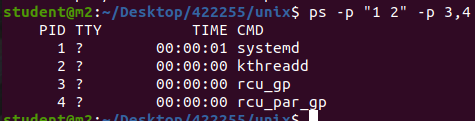 student@m2:~/Desktop/422255/unix$ ps -p "1 2" -p 3,4
PID TTY TIME CMD
1 ? 00:00:01 systemd
2 ? 00:00:00 kthreadd
3 ? 00:00:00 rcu_gp
4 ? 00:00:00 rcu_par_gp
student@m2:~/Desktop/422255/unix$